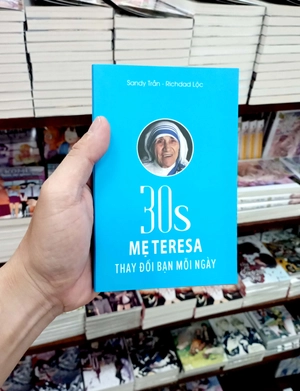 Sandy Trần - Richdad Lộc
30s
MẸ TERESA
THAY ĐỔI BẠN MỖI NGÀY